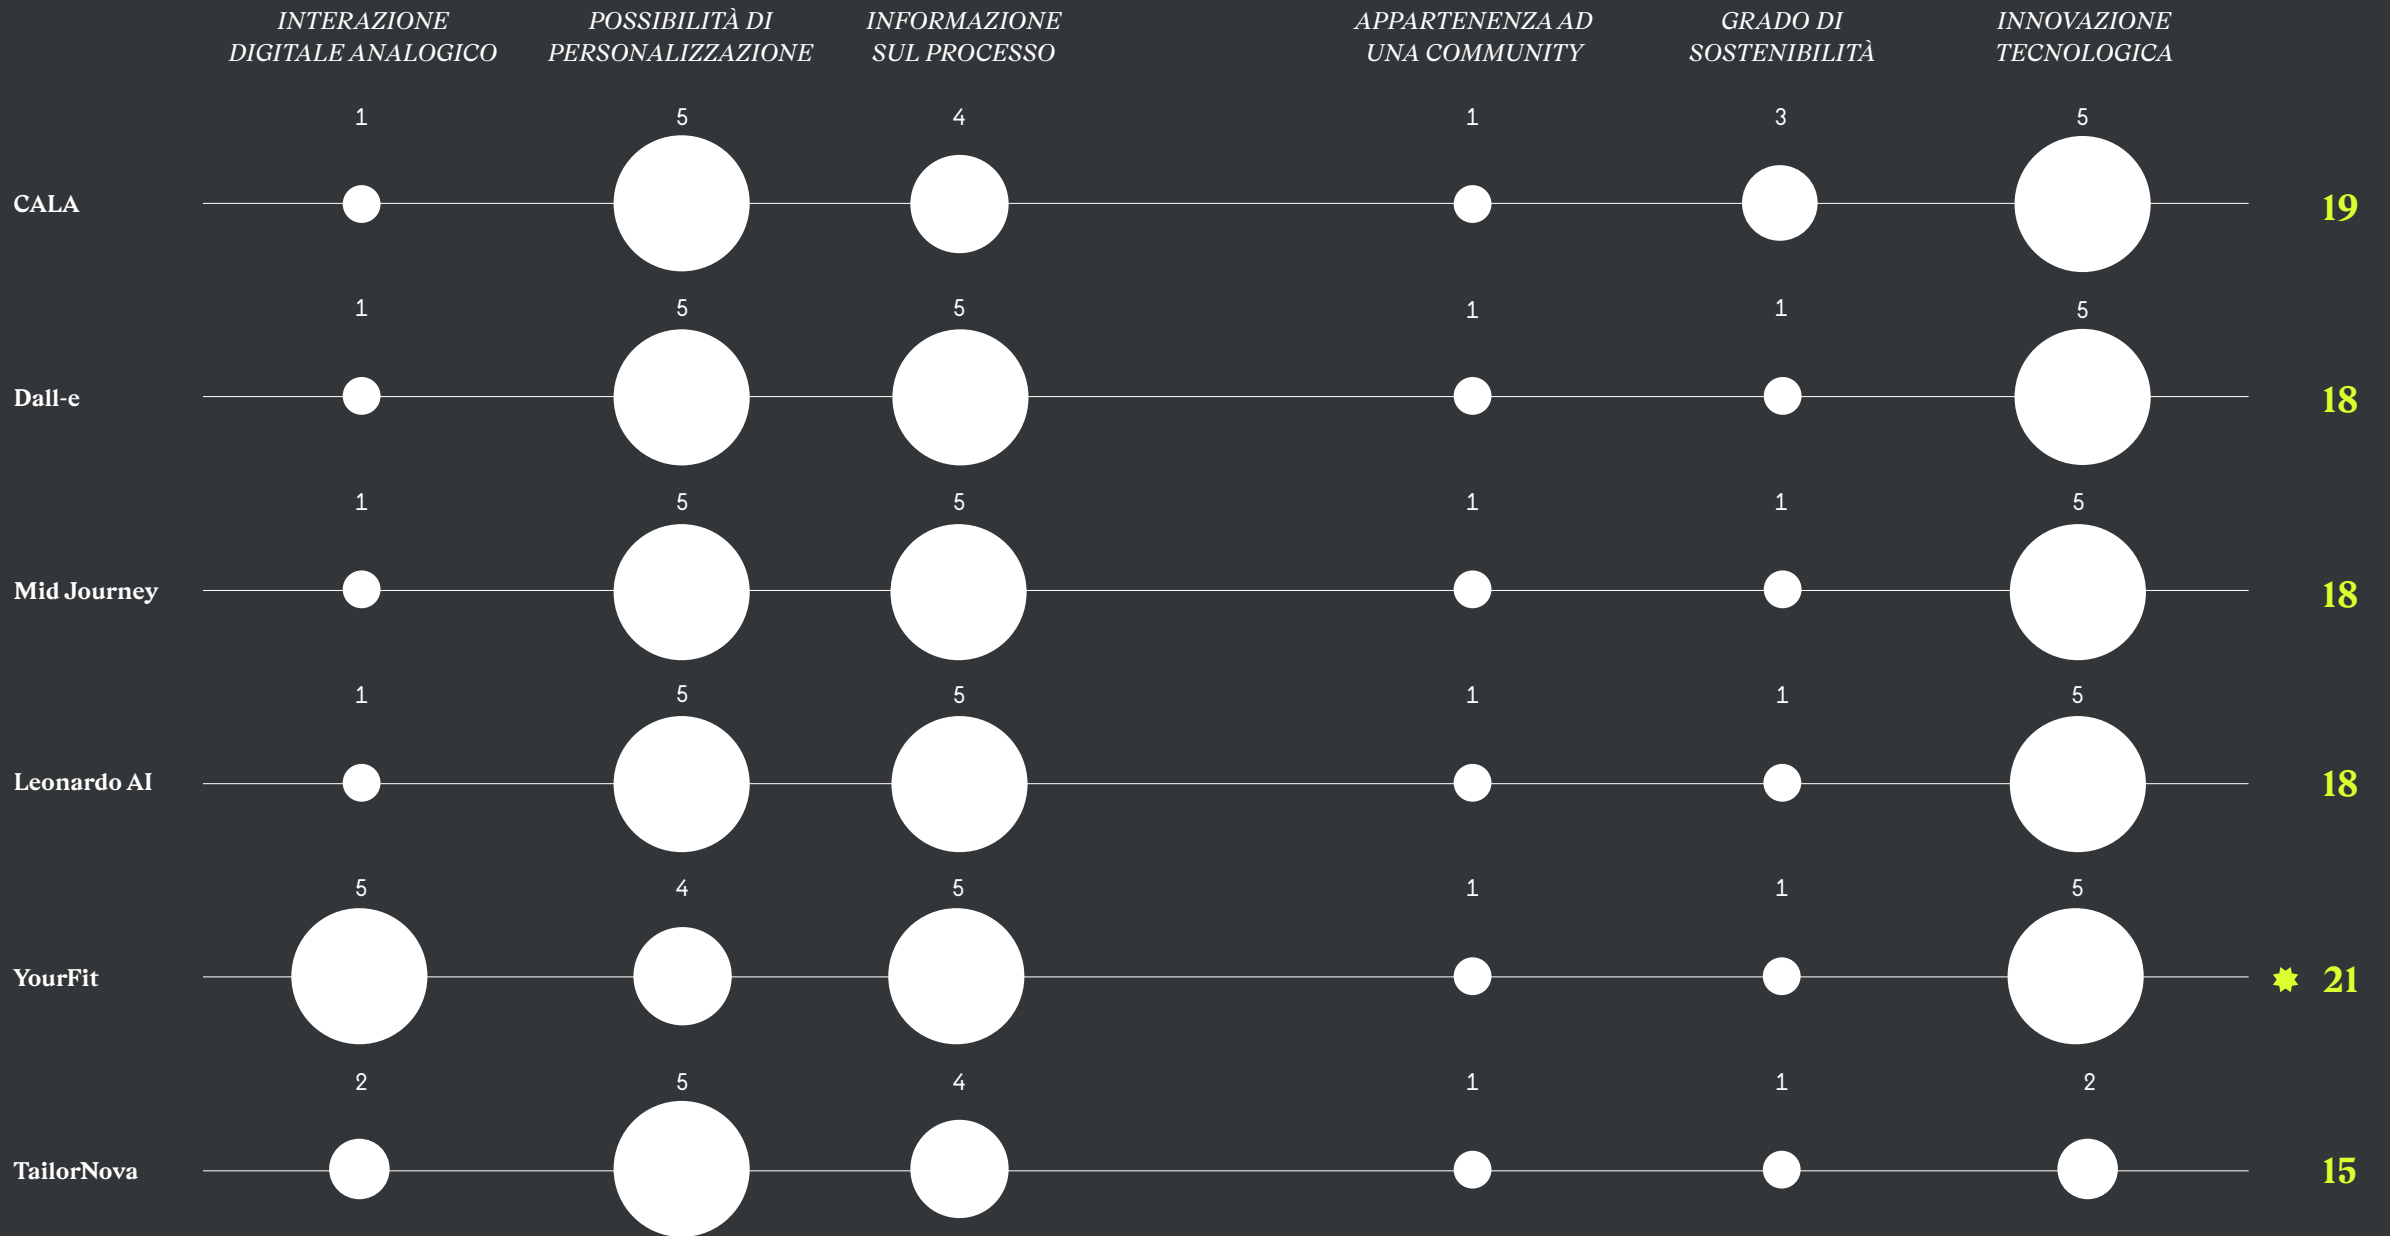 INTERAZIONE
DIGITALE ANALOGICO
POSSIBILITÀ DI
PERSONALIZZAZIONE
INFORMAZIONE
SUL PROCESSO
APPARTENENZA AD
UNA COMMUNITY
GRADO DI
SOSTENIBILITÀ
INNOVAZIONE
TECNOLOGICA
1 5 4 1 3 5
CALA 19
1 5 5 1 1 5
Dall-e 18
1 5 5 1 1 5
Mid Journey 18
1 5 5 1 1 5
Leonardo AI 18
5 4 5 1 1 5
YourFit 21
2 5 4 1 1 2
TailorNova 15